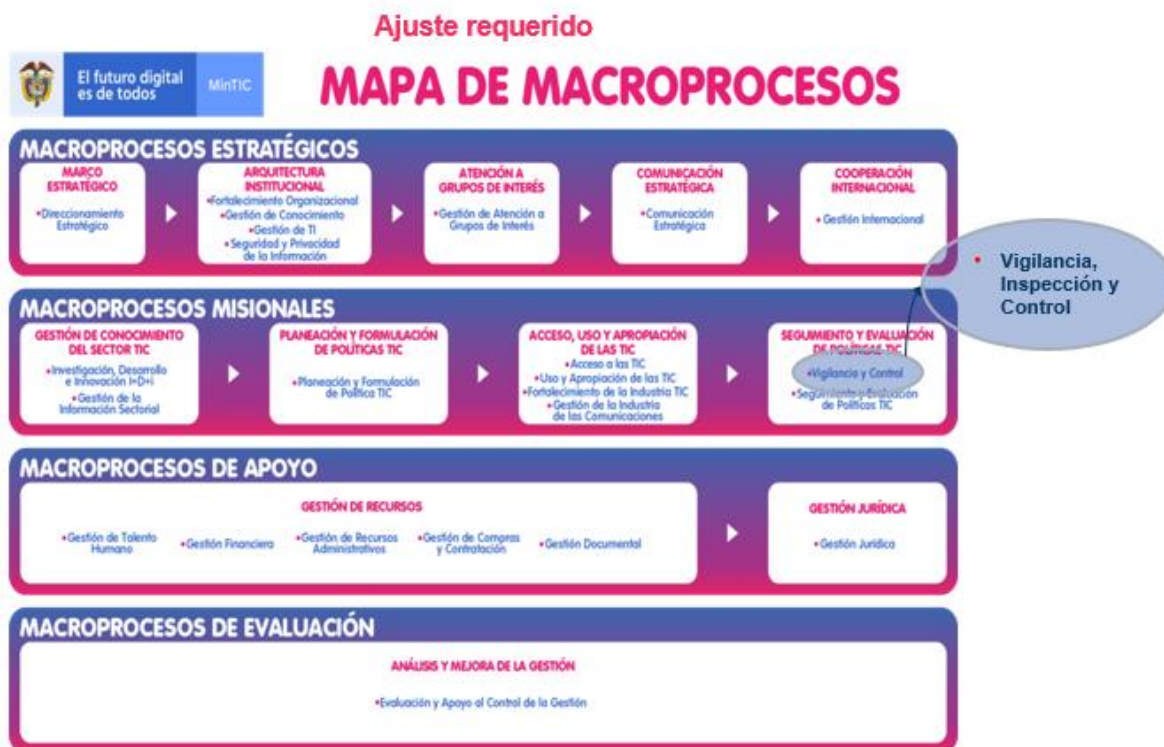 Ajuste requerido
El futuro digital
es de todos
MinTIC
MAPA DE MACROPROCESOS
MACROPROCESOS ESTRATÉGICOS
MARCO
ESTRATÉGICO
•Direccionamiento
Estratégico
ARQUITECTURA
INSTITUCIONAL
•Fortalecimiento Organizacional
•Gestión de Conocimiento
•Gestión de TI
•Seguridad y Privacidad
de la Información
ATENCIÓN A
GRUPOS DE INTERÉS
•Gestión de Atención a
Grupos de Interés
COMUNICACIÓN
ESTRATÉGICA
•Comunicación
Estratégica
COOPERACIÓN
INTERNACIONAL
•Gestión Internacional
• Vigilancia,
Inspección y
Control
MACROPROCESOS MISIONALES
GESTIÓN DE CONOCIMIENTO
DEL SECTOR TIC
•Investigación, Desarrollo
e Innovación I+D+i
•Gestión de la
Información Sectorial
PLANEACIÓN Y FORMULACIÓN
DE POLÍTICAS TIC
•Planeación y Formulación
de Política TIC
ACCESO, USO Y APROPIACIÓN
DE LAS TIC
•Acceso a las TIC
•Uso y Apropiación de las TIC
•Fortalecimiento de la Industria TIC
•Gestión de la Industria
de las Comunicaciones
SEGUIMIENTO Y EVALUACIÓN
DE POLÍTICAS TIC
•Vigilancia y Control
•Seguimiento y Evaluación
de Políticas TIC
MACROPROCESOS DE APOYO
GESTIÓN DE RECURSOS
•Gestión de Talento
Humano
•Gestión Financiera
•Gestión de Recursos
Administrativos
•Gestión de Compras
y Contratación
•Gestión Documental
GESTIÓN JURÍDICA
•Gestión Jurídica
MACROPROCESOS DE EVALUACIÓN
ANÁLISIS Y MEJORA DE LA GESTIÓN
•Evaluación y Apoyo al Control de la Gestión